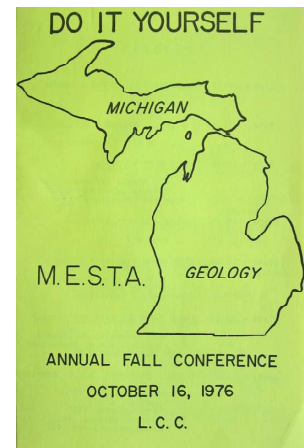 DO IT YOURSELF
MICHIGAN
M.E.S.T.A.
GEOLOGY
ANNUAL FALL CONFERENCE
OCTOBER 16, 1976
L.C.C.